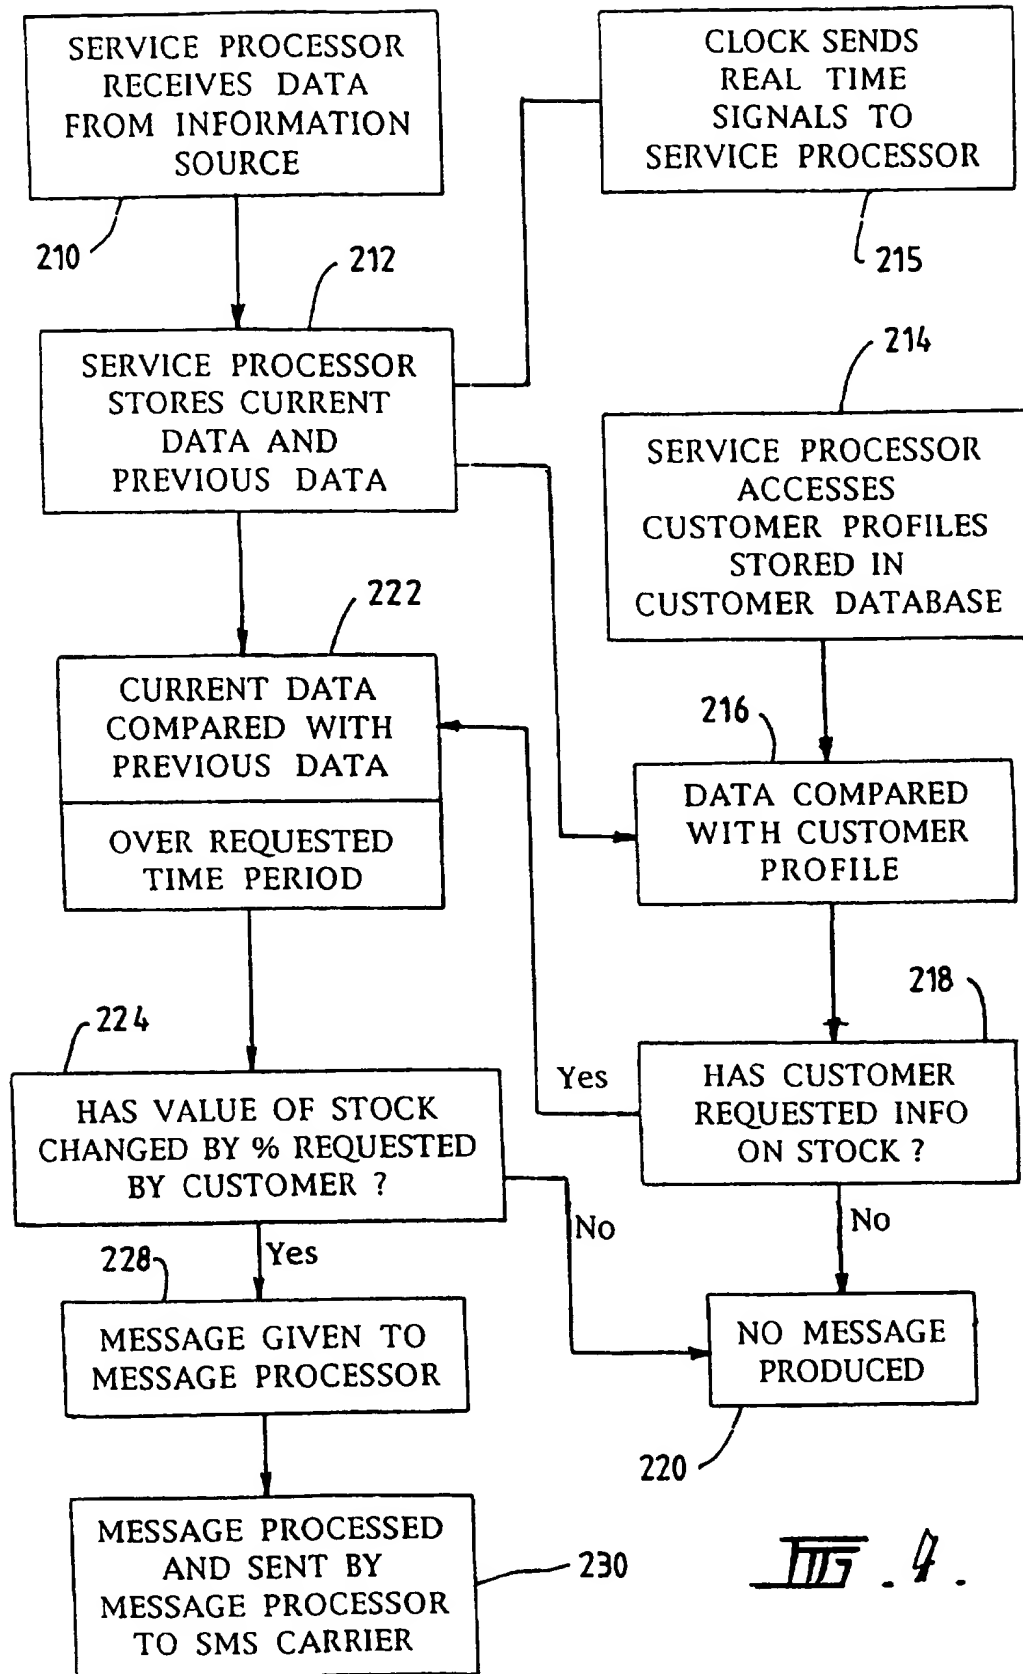 SERVICE PROCESSOR
RECEIVES DATA
FROM INFORMATION
SOURCE
210
CLOCK SENDS
REAL TIME
SIGNALS TO
SERVICE PROCESSOR
215
212
SERVICE PROCESSOR
STORES CURRENT
DATA AND
PREVIOUS DATA
214
SERVICE PROCESSOR
ACCESSES
CUSTOMER PROFILES
STORED IN
CUSTOMER DATABASE
222
CURRENT DATA
COMPARED WITH
PREVIOUS DATA
OVER REQUESTED
TIME PERIOD
216
DATA COMPARED
WITH CUSTOMER
PROFILE
218
HAS CUSTOMER
REQUESTED INFO
ON STOCK ?
Yes
No
224
HAS VALUE OF STOCK
CHANGED BY % REQUESTED
BY CUSTOMER ?
No
Yes
228
MESSAGE GIVEN TO
MESSAGE PROCESSOR
NO MESSAGE
PRODUCED
220
MESSAGE PROCESSED
AND SENT BY
MESSAGE PROCESSOR
TO SMS CARRIER
230
FIG. 4.